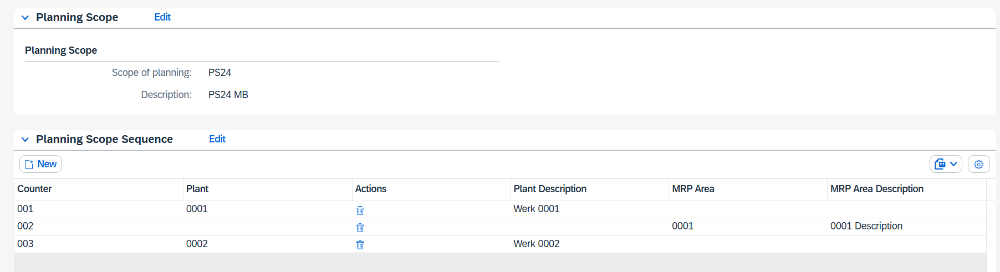 Planning Scope Edit
Planning Scope
Scope of planning: PS24
Description: PS24 MB
Planning Scope Sequence Edit
New
Counter Plant Actions Plant Description MRP Area MRP Area Description
001 0001 Werk 0001
002 0001 0001 Description
003 0002 Werk 0002